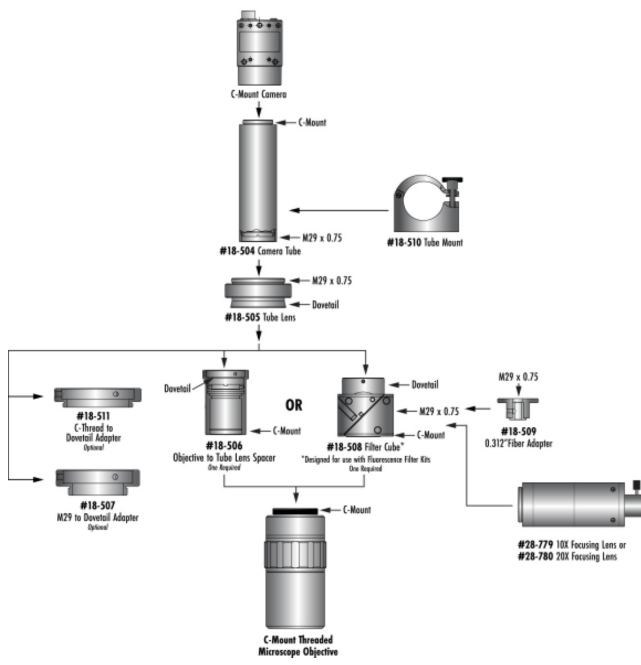 C-Mount Camera
C-Mount
M29 x 0.75
#18-504 Camera Tube
#18-510 Tube Mount
M29 x 0.75
Dovetail
#18-505 Tube Lens
#18-511
C-Thread to
Dovetail Adapter
Optional
#18-507
M29 to Dovetail Adapter
Optional
Dovetail
C-Mount
#18-506
Objective to Tube Lens Spacer
One Required
OR
Dovetail
M29 x 0.75
C-Mount
#18-508 Filter Cube*
*Designed for use with Fluorescence Filter Kits
One Required
M29 x 0.75
#18-509
0.312"Fiber Adapter
#28-779 10X Focusing Lens or
#28-780 20X Focusing Lens
C-Mount
C-Mount Threaded
Microscope Objective